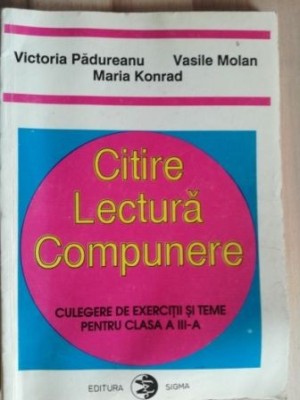 Victoria Pădureanu Vasile Molan
Maria Konrad
Citire
Lectură
Compunere
CULEGERE DE EXERCIȚII ȘI TEME
PENTRU CLASA A III-A
EDITURA SIGMA